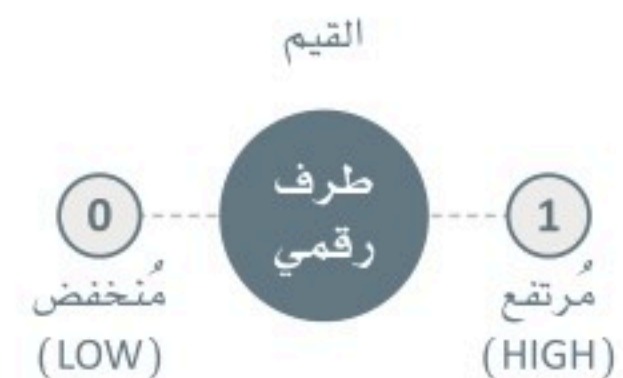 القيم
طرف
رقمي
1
مُرتفع
(HIGH)
0
مُنخفض
(LOW)